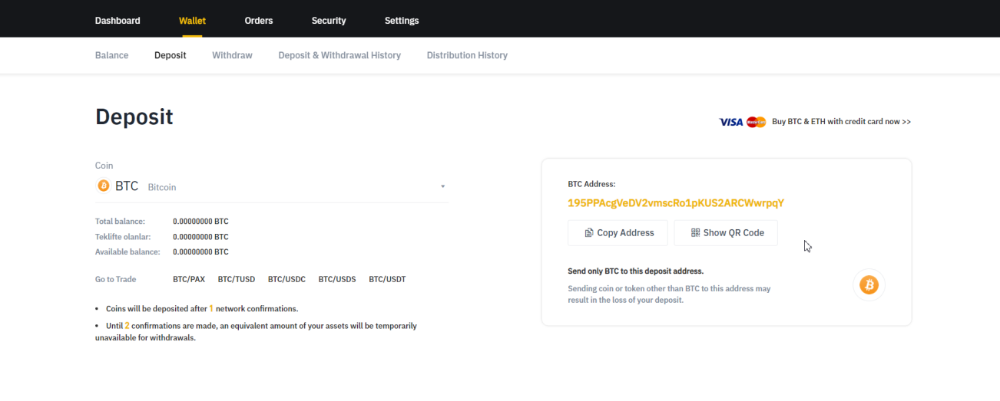 Dashboard Wallet Orders Security Settings
Balance Deposit Withdraw Deposit & Withdrawal History Distribution History
Deposit
VISA MasterCard Buy BTC & ETH with credit card now >>
Coin
BTC Bitcoin
Total balance: 0.00000000 BTC
Teklifte olanlar: 0.00000000 BTC
Available balance: 0.00000000 BTC
Go to Trade BTC/PAX BTC/TUSD BTC/USDC BTC/USDS BTC/USDT
• Coins will be deposited after 1 network confirmations.
• Until 2 confirmations are made, an equivalent amount of your assets will be temporarily
unavailable for withdrawals.
BTC Address:
195PPAcgVeDV2vmscRo1pKUS2ARCWwrpqY
Copy Address Show QR Code
Send only BTC to this deposit address.
Sending coin or token other than BTC to this address may
result in the loss of your deposit.